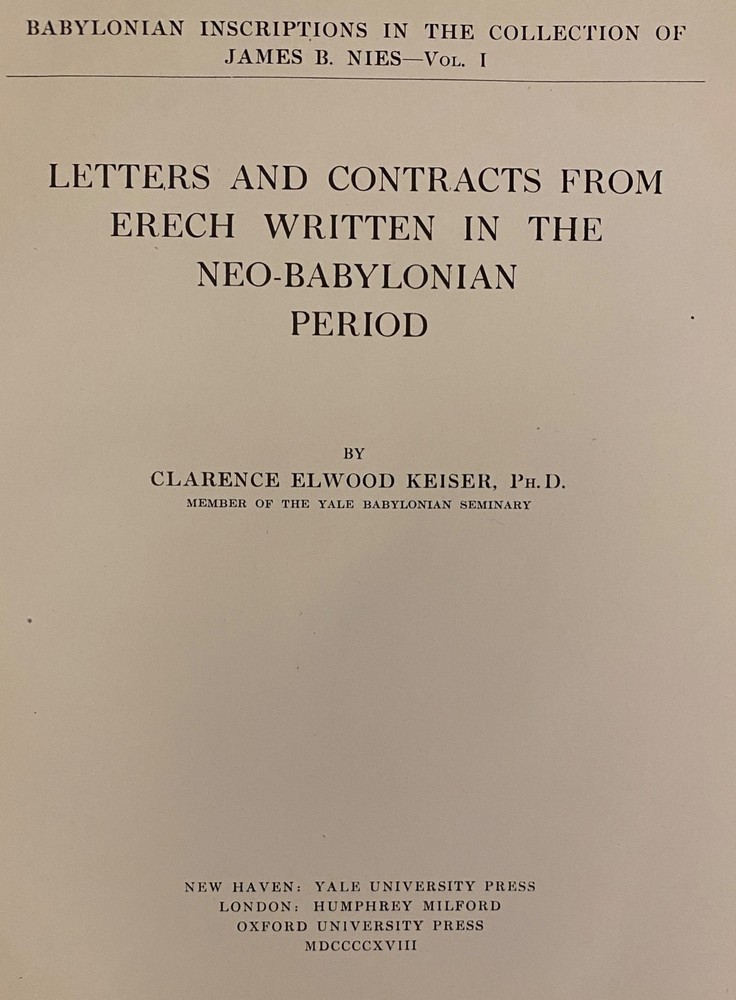 BABYLONIAN INSCRIPTIONS IN THE COLLECTION OF
JAMES B. NIES—VOL. I
LETTERS AND CONTRACTS FROM
ERECH WRITTEN IN THE
NEO-BABYLONIAN
PERIOD
BY
CLARENCE ELWOOD KEISER, PH.D.
MEMBER OF THE YALE BABYLONIAN SEMINARY
NEW HAVEN: YALE UNIVERSITY PRESS
LONDON: HUMPHREY MILFORD
OXFORD UNIVERSITY PRESS
MDCCCCXVIII